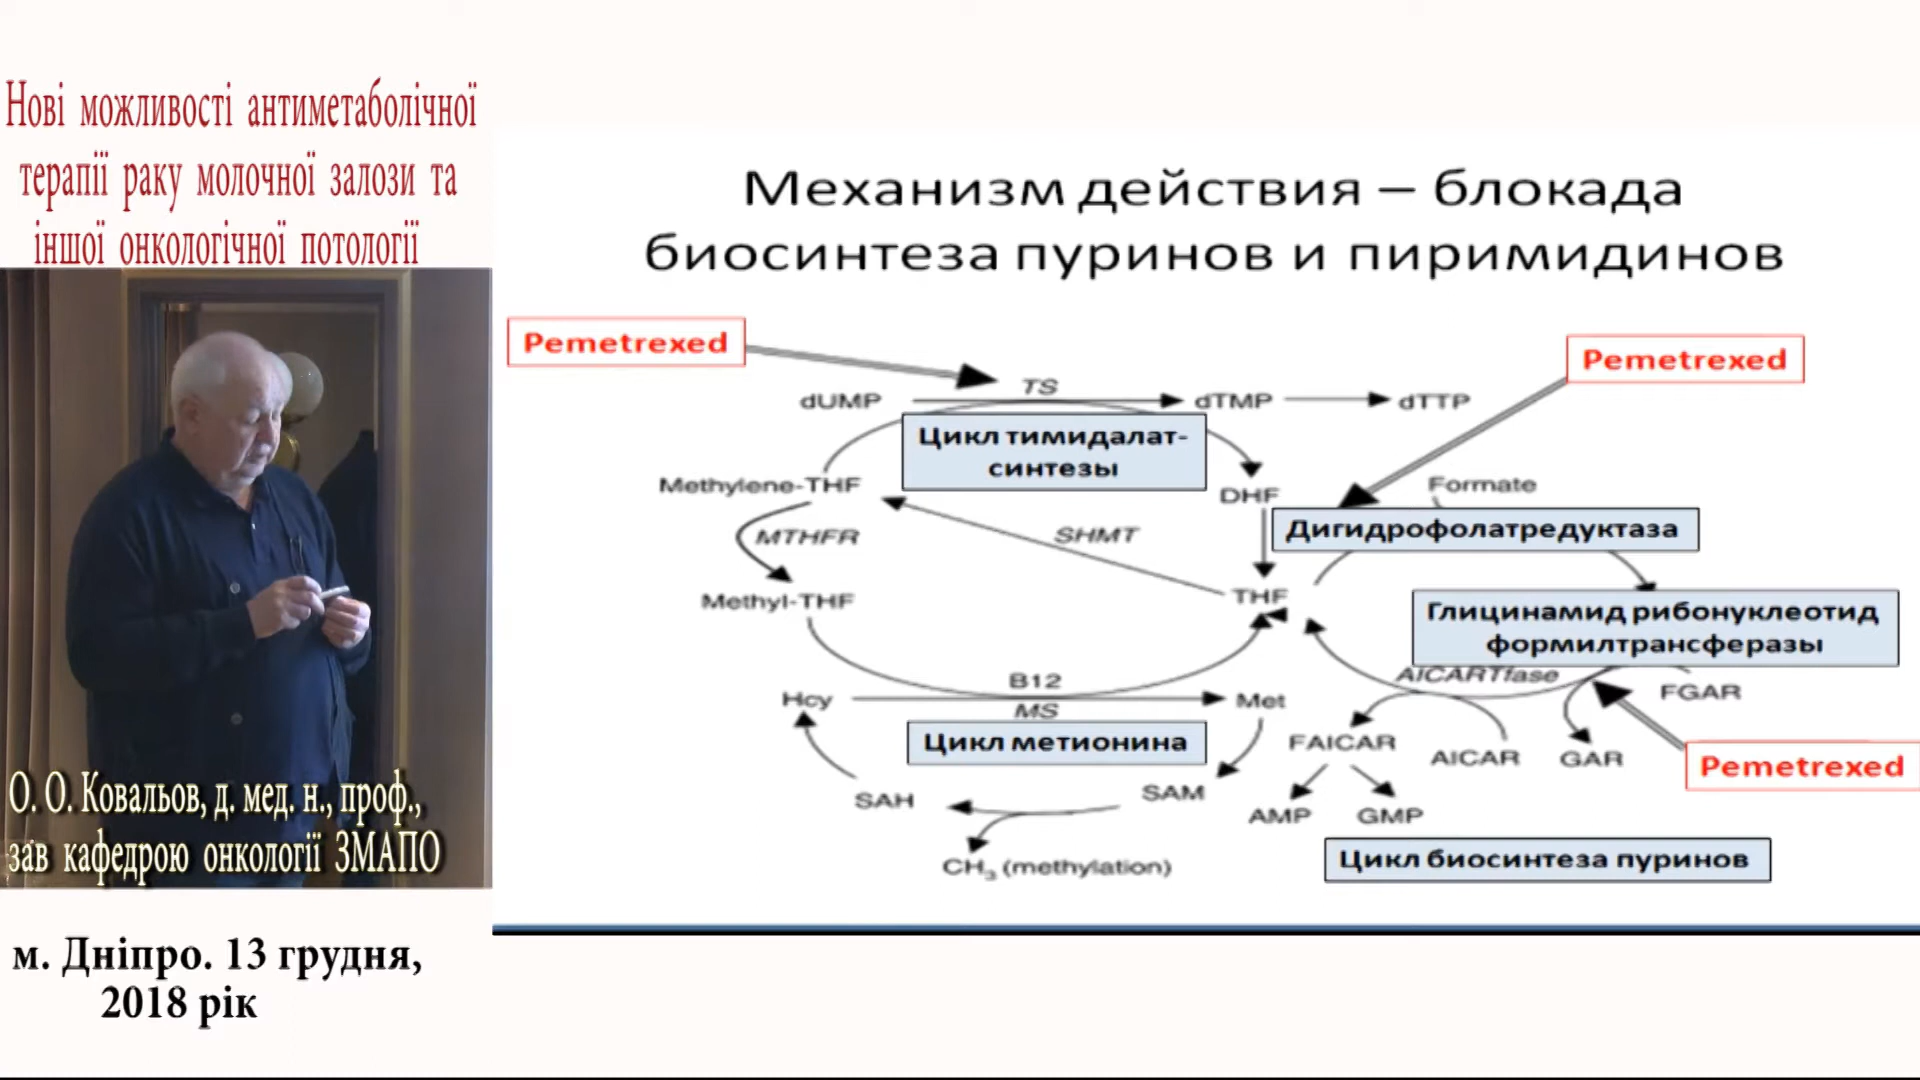 Нові можливості антиметаболічної
терапії раку молочної залози та
іншої онкологічної потології
О. О. Ковальов, д. мед. н., проф.,
зав кафедрою онкології ЗМАПО
м. Дніпро. 13 грудня,
2018 рік
Механизм действия – блокада
биосинтеза пуринов и пиримидинов
Pemetrexed
Pemetrexed
TS
dUMP
dTMP
dTTP
Цикл тимидалат-
синтезы
Methylene-THF
DHF
Formate
MTHFR
SHMT
Дигидрофолатредуктаза
Methyl-THF
THF
Глицинамид рибонуклеотид
формилтрансферазы
B12
AICARTfase
Hcy
Met
FGAR
MS
Цикл метионина
FAICAR
AICAR
GAR
Pemetrexed
SAH
SAM
AMP
GMP
CH3 (methylation)
Цикл биосинтеза пуринов